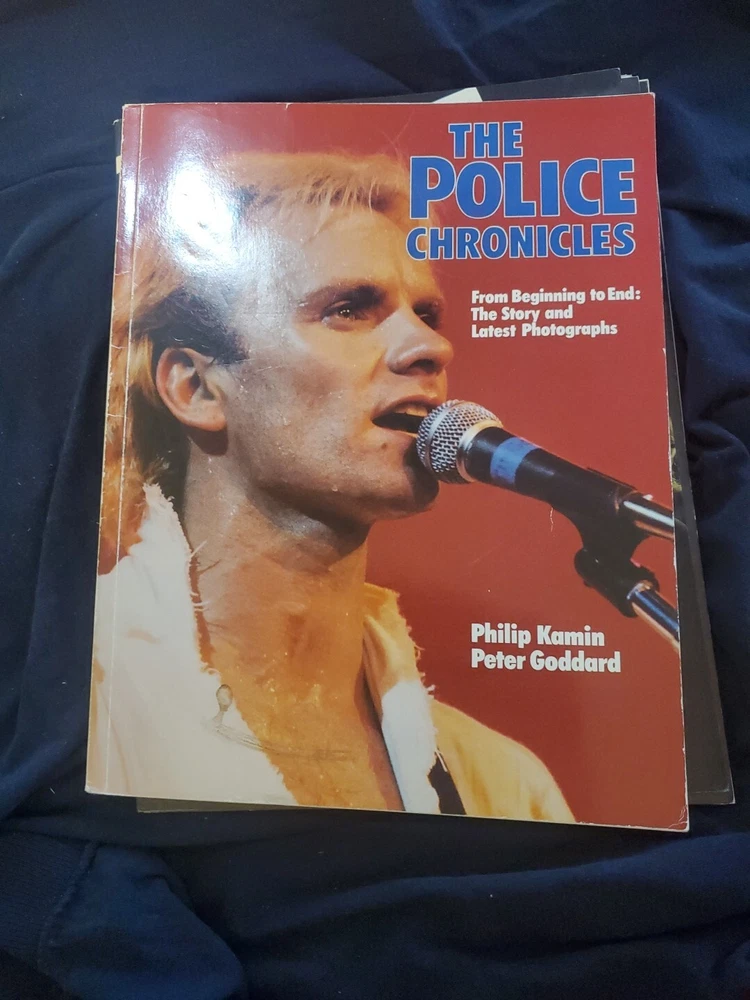 THE
POLICE
CHRONICLES
From Beginning to End:
The Story and
Latest Photographs
Philip Kamin
Peter Goddard